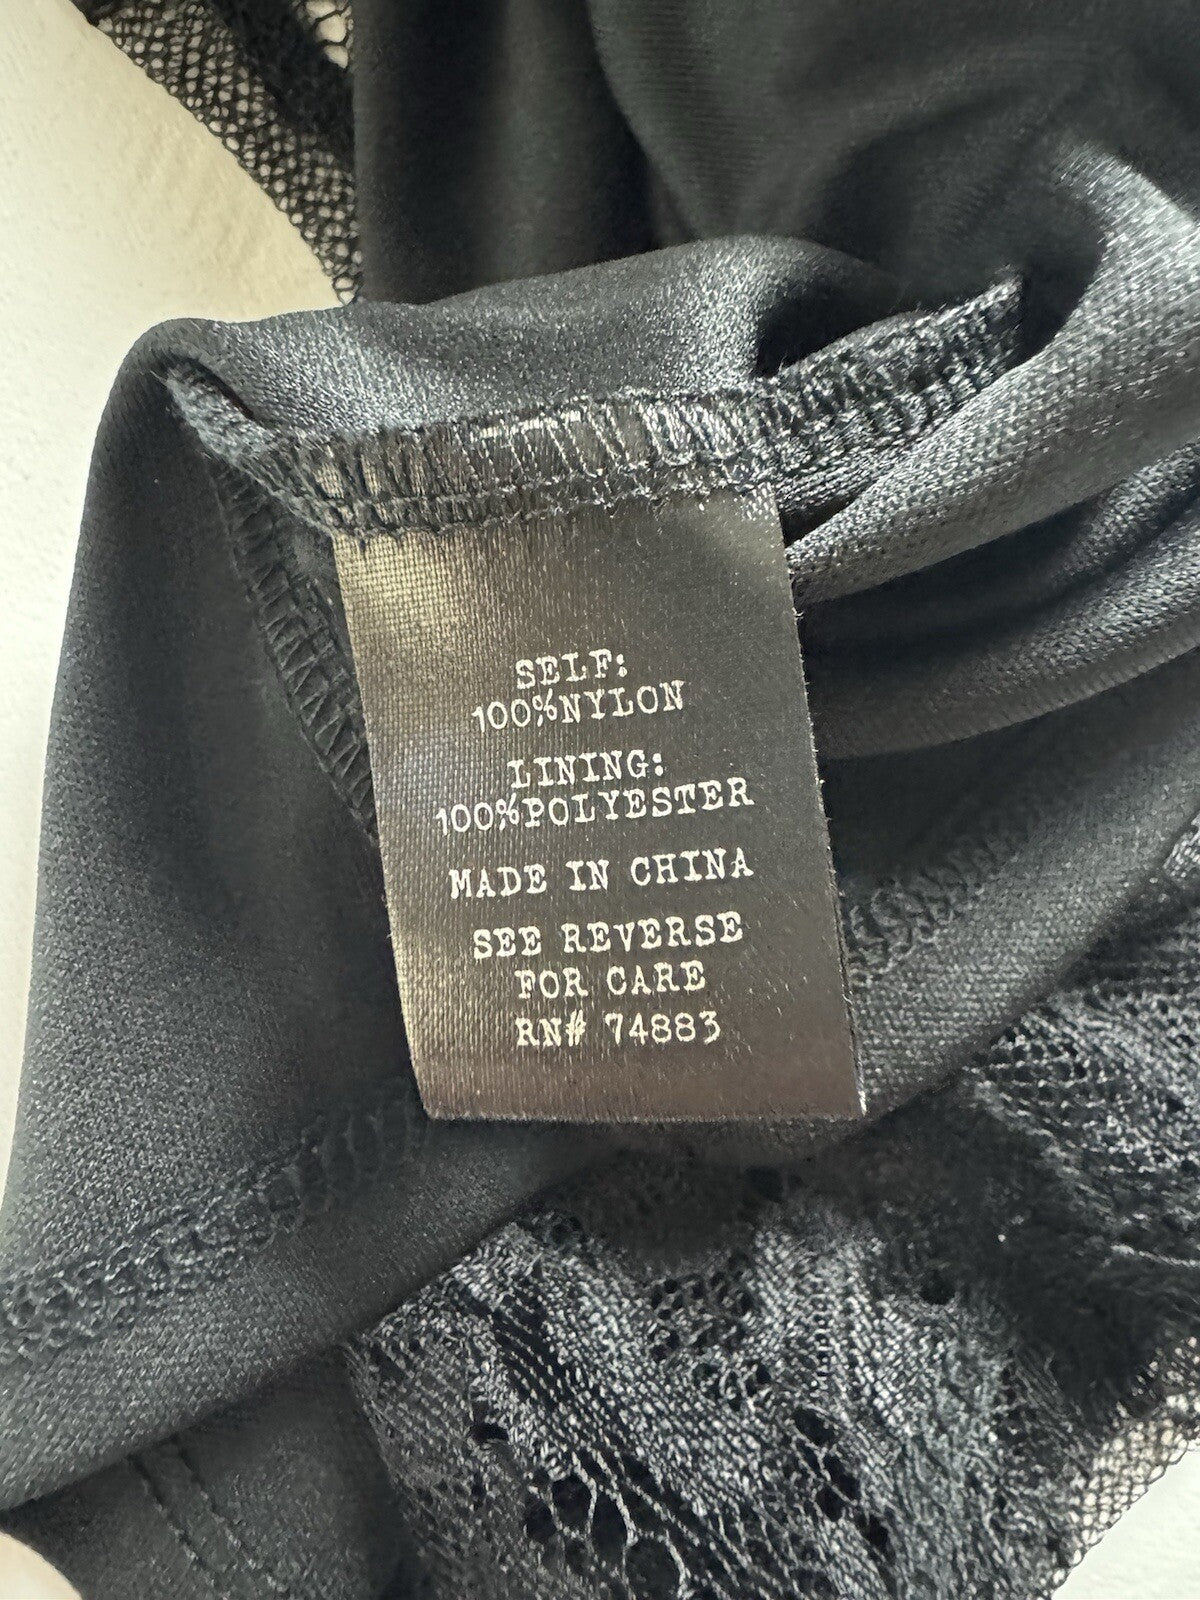 SELF:
100%NYLON
LINING:
100%POLYESTER
MADE IN CHINA
SEE REVERSE
FOR CARE
RN# 74883